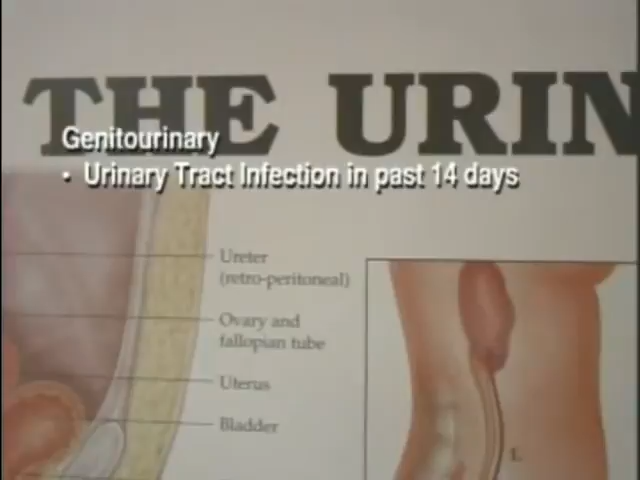 THE URIN
Genitourinary
• Urinary Tract Infection in past 14 days
Ureter
(retro-peritoneal)
Ovary and
fallopian tube
Uterus
Bladder
L